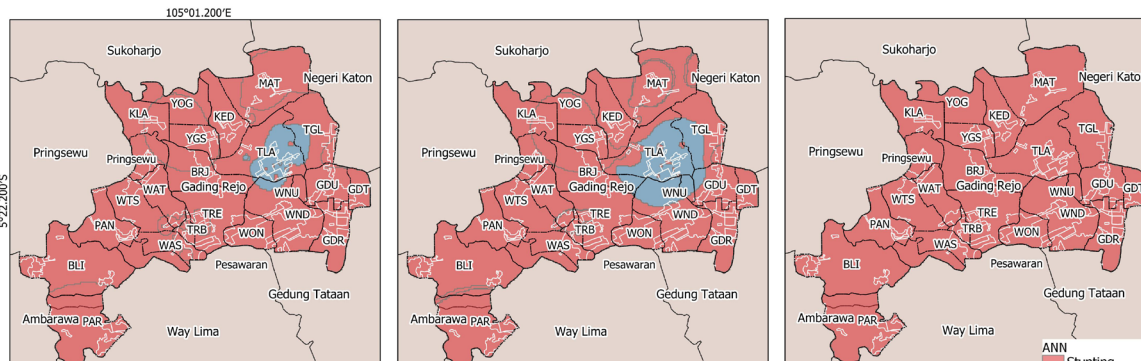 105°01.200'E
5°22.200'S
Sukoharjo
MAT
Negeri Katon
YOG
KLA
KED
YGS
TGL
TLA
Pringsewu
Pringsewu
BRJ
Gading Rejo
WAT
WNU
GDU
GDT
WTS
TRE
WND
PAN
TRB
WON
GDR
WAS
BLI
Pesawaran
Gedung Tataan
Ambarawa
PAR
Way Lima
Sukoharjo
MAT
Negeri Katon
YOG
KLA
KED
YGS
TGL
TLA
Pringsewu
Pringsewu
BRJ
Gading Rejo
WAT
WNU
GDU
GDT
WTS
TRE
WND
PAN
TRB
WON
GDR
WAS
BLI
Pesawaran
Gedung Tataan
Ambarawa
PAR
Way Lima
Sukoharjo
MAT
Negeri Katon
YOG
KLA
KED
YGS
TGL
TLA
Pringsewu
Pringsewu
BRJ
Gading Rejo
WAT
WNU
GDU
GDT
WTS
TRE
WND
PAN
TRB
WON
GDR
WAS
BLI
Pesawaran
Gedung Tataan
Ambarawa
PAR
Way Lima
ANN
Stunting